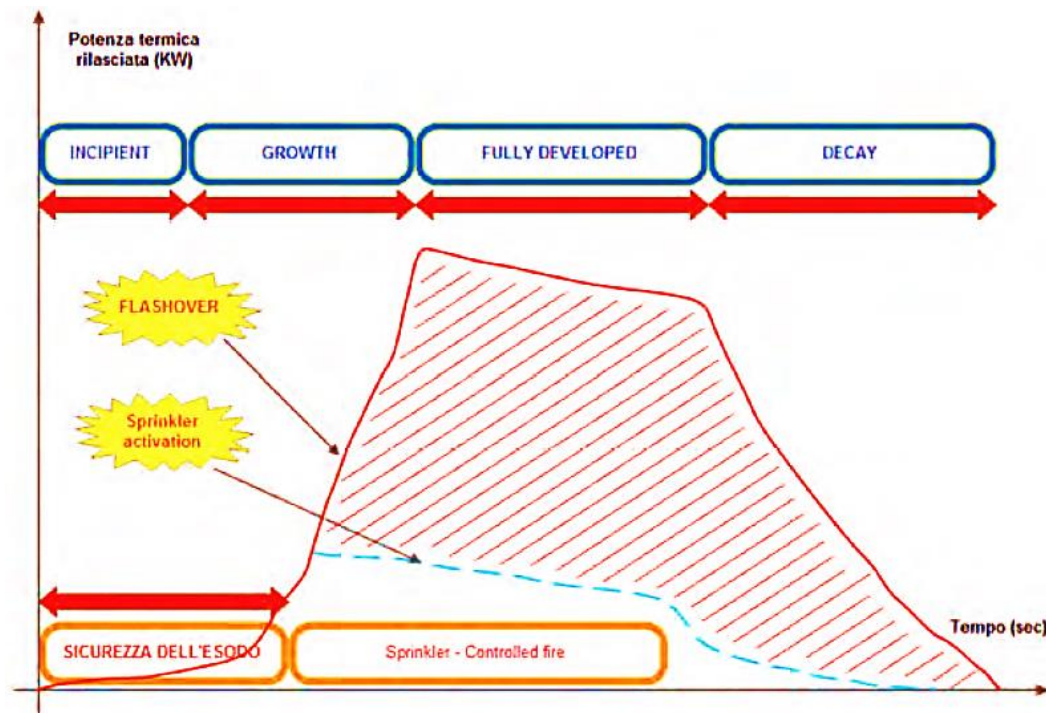 Potenza termica
rilasciata (KW)
INCIPIENT
GROWTH
FULLY DEVELOPED
DECAY
FLASHOVER
Sprinkler
activation
Tempo (sec)
SICUREZZA DELL'ESODO
Sprinkler - Controlled fire